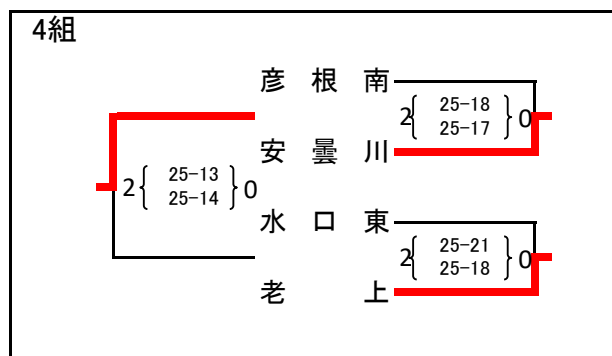 4組
彦根南
2 { 25-18 } 0
25-17
安曇川
2 { 25-13 } 0
25-14
水口東
2 { 25-21 } 0
25-18
老上